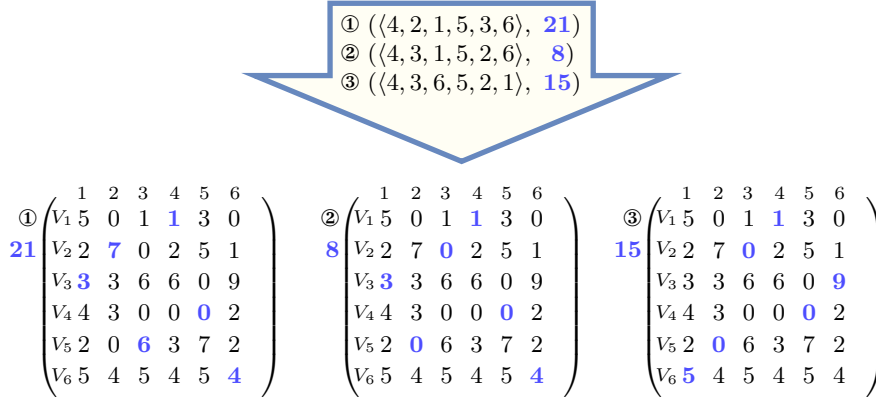 ① (⟨4, 2, 1, 5, 3, 6⟩, 21)
② (⟨4, 3, 1, 5, 2, 6⟩, 8)
③ (⟨4, 3, 6, 5, 2, 1⟩, 15)
1 2 3 4 5 6
① V1 5 0 1 1 3 0
21 V2 2 7 0 2 5 1
V3 3 3 6 6 0 9
V4 4 3 0 0 0 2
V5 2 0 6 3 7 2
V6 5 4 5 4 5 4
1 2 3 4 5 6
② V1 5 0 1 1 3 0
8 V2 2 7 0 2 5 1
V3 3 3 6 6 0 9
V4 4 3 0 0 0 2
V5 2 0 6 3 7 2
V6 5 4 5 4 5 4
1 2 3 4 5 6
③ V1 5 0 1 1 3 0
15 V2 2 7 0 2 5 1
V3 3 3 6 6 0 9
V4 4 3 0 0 0 2
V5 2 0 6 3 7 2
V6 5 4 5 4 5 4